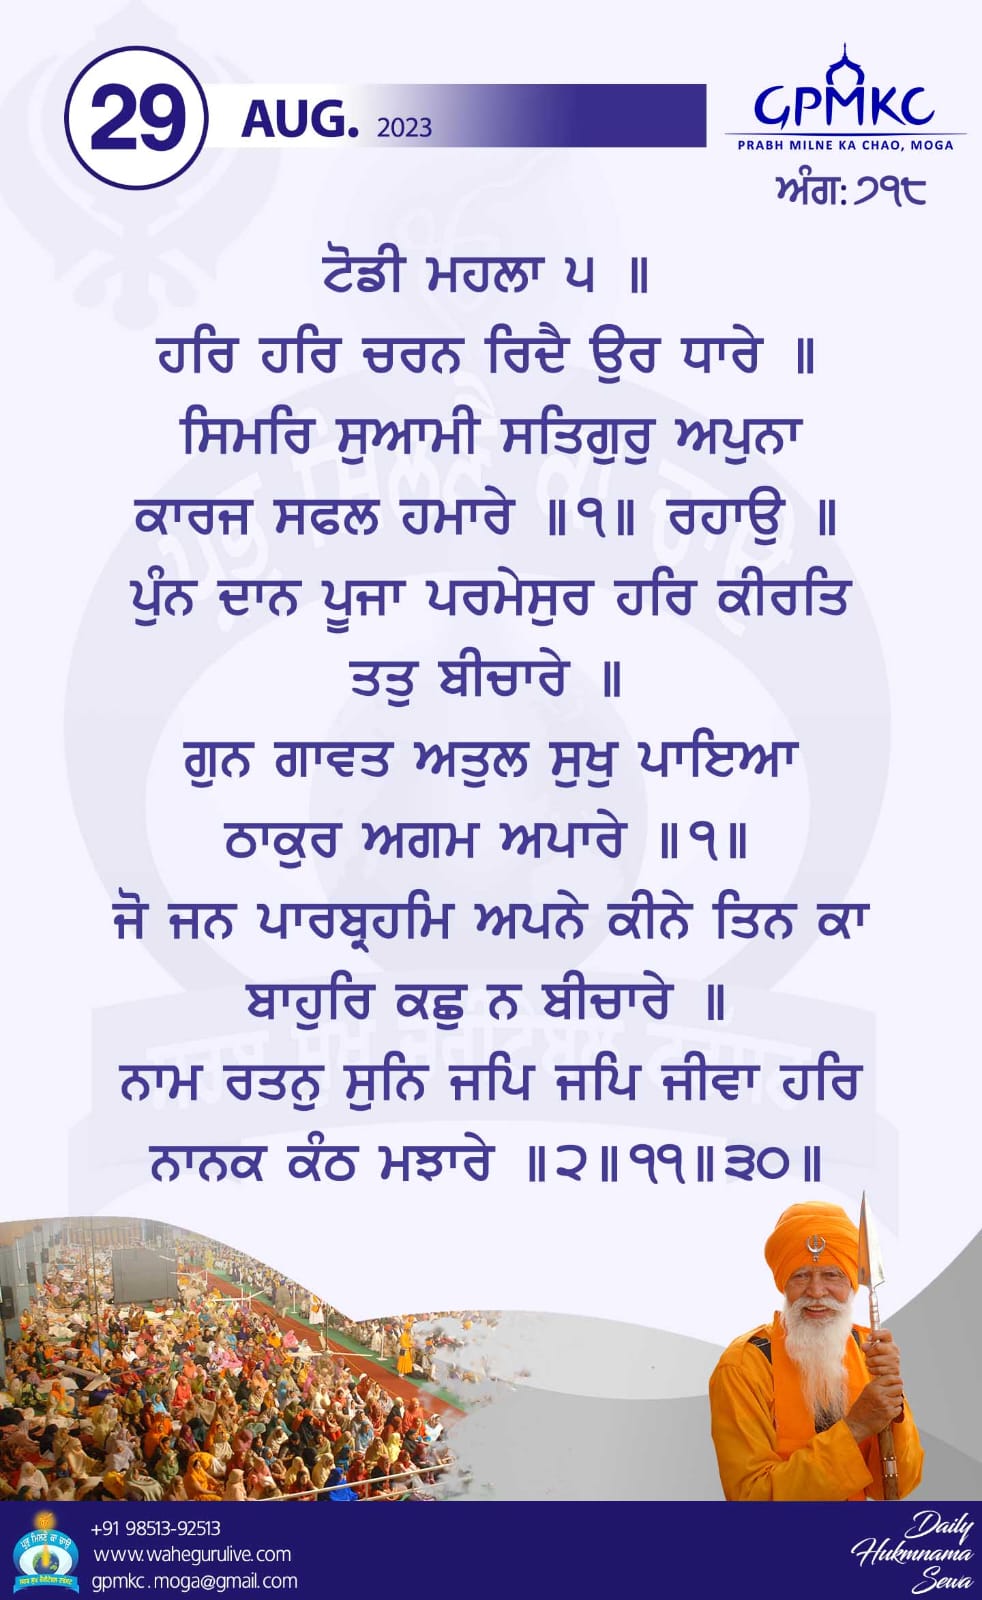 29
AUG. 2023
GPMKC
PRABH MILNE KA CHAO, MOGA
ਅੰਗ: ੭੧੮
ਟੋਡੀ ਮਹਲਾ ੫ ॥
ਹਰਿ ਹਰਿ ਚਰਨ ਰਿਦੈ ਉਰ ਧਾਰੇ ॥
ਸਿਮਰਿ ਸੁਆਮੀ ਸਤਿਗੁਰੁ ਅਪੁਨਾ
ਕਾਰਜ ਸਫਲ ਹਮਾਰੇ ॥੧॥ ਰਹਾਉ ॥
ਪੁੰਨ ਦਾਨ ਪੂਜਾ ਪਰਮੇਸੁਰ ਹਰਿ ਕੀਰਤਿ
ਤਤੁ ਬੀਚਾਰੇ ॥
ਗੁਨ ਗਾਵਤ ਅਤੁਲ ਸੁਖੁ ਪਾਇਆ
ਠਾਕੁਰ ਅਗਮ ਅਪਾਰੇ ॥੧॥
ਜੋ ਜਨ ਪਾਰਬ੍ਰਹਮਿ ਅਪਨੇ ਕੀਨੇ ਤਿਨ ਕਾ
ਬਾਹੁਰਿ ਕਛੁ ਨ ਬੀਚਾਰੇ ॥
ਨਾਮ ਰਤਨੁ ਸੁਨਿ ਜਪਿ ਜਪਿ ਜੀਵਾ ਹਰਿ
ਨਾਨਕ ਕੰਠ ਮਝਾਰੇ ॥੨॥੧੧॥੩੦॥
+91 98513-92513
www.wahegurulive.com
gpmkc.moga@gmail.com
Daily
Hukmnama
Sewa